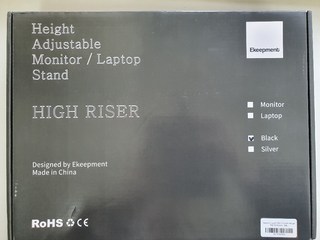 Height
Adjustable
Monitor / Laptop
Stand
Ekeepment
HIGH RISER
Monitor
Laptop
Black
Silver
Designed by Ekeepment
Made in China
RoHS CE